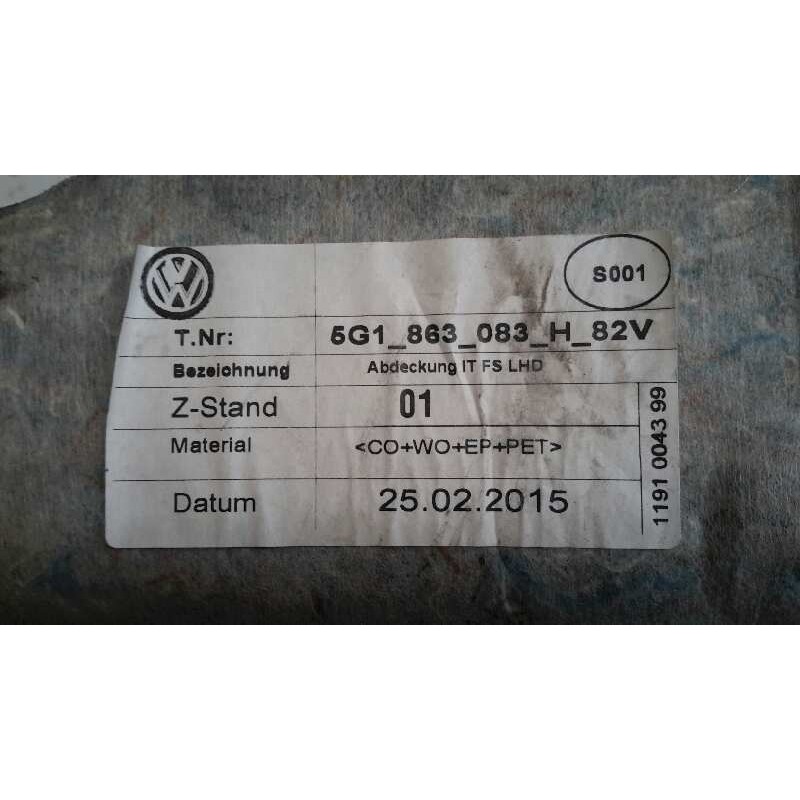 VW
S001
T.Nr: 5G1_863_083_H_82V
Bezeichnung Abdeckung IT FS LHD
Z-Stand 01
Material <CO+WO+EP+PET>
Datum 25.02.2015
1191 0043 99